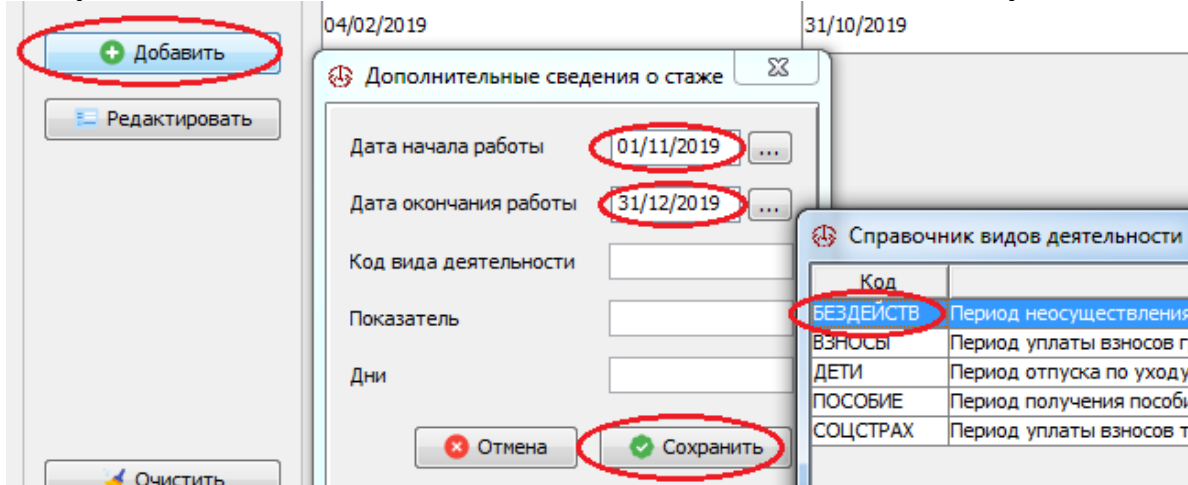 04/02/2019
31/10/2019
Добавить
Редактировать
Дополнительные сведения о стаже
Дата начала работы 01/11/2019 ...
Дата окончания работы 31/12/2019 ...
Код вида деятельности
Показатель
Дни
Отмена
Сохранить
Очистить
Справочник видов деятельности
Код
БЕЗДЕЙСТВ Период неосуществления
ВЗНОСЫ Период уплаты взносов
ДЕТИ Период отпуска по уходу
ПОСОБИЕ Период получения
СОЦСТРАХ Период уплаты взносов